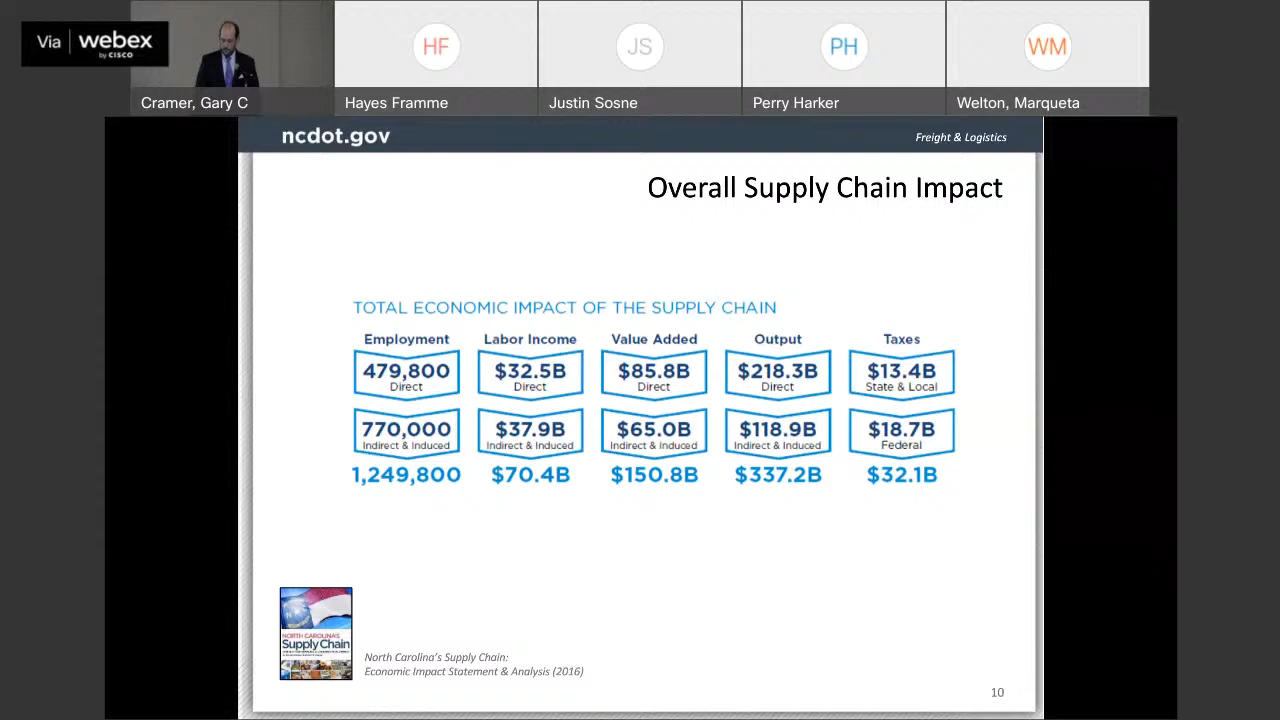 Via webex
by CISCO
HF
JS
PH
WM
Cramer, Gary C
Hayes Framme
Justin Sosne
Perry Harker
Welton, Marqueta
ncdot.gov
Freight & Logistics
Overall Supply Chain Impact
TOTAL ECONOMIC IMPACT OF THE SUPPLY CHAIN
Employment Labor Income Value Added Output Taxes
479,800 $32.5B $85.8B $218.3B $13.4B
Direct Direct Direct Direct State & Local
770,000 $37.9B $65.0B $118.9B $18.7B
Indirect & Induced Indirect & Induced Indirect & Induced Indirect & Induced Federal
1,249,800 $70.4B $150.8B $337.2B $32.1B
NORTH CAROLINA'S
Supply Chain
North Carolina's Supply Chain:
Economic Impact Statement & Analysis (2016)
10